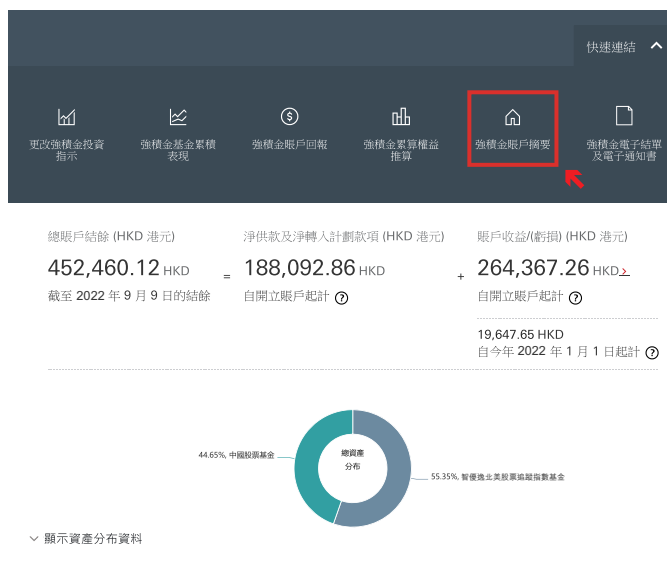 快速連結
更改強積金投資
指示
強積金基金累積
表現
強積金賬戶回報
強積金累算權益
推算
強積金賬戶摘要
強積金電子結單
及電子通知書
總賬戶結餘 (HKD 港元)
452,460.12 HKD
截至 2022 年 9 月 9 日的結餘
=
淨供款及淨轉入計劃款項 (HKD 港元)
188,092.86 HKD
自開立賬戶起計 ?
+
賬戶收益/(虧損) (HKD 港元)
264,367.26 HKD
自開立賬戶起計 ?
19,647.65 HKD
自今年 2022 年 1 月 1 日起計 ?
44.65%, 中國股票基金
總資產
分布
55.35%, 智優逸北美股票追蹤指數基金
顯示資產分布資料